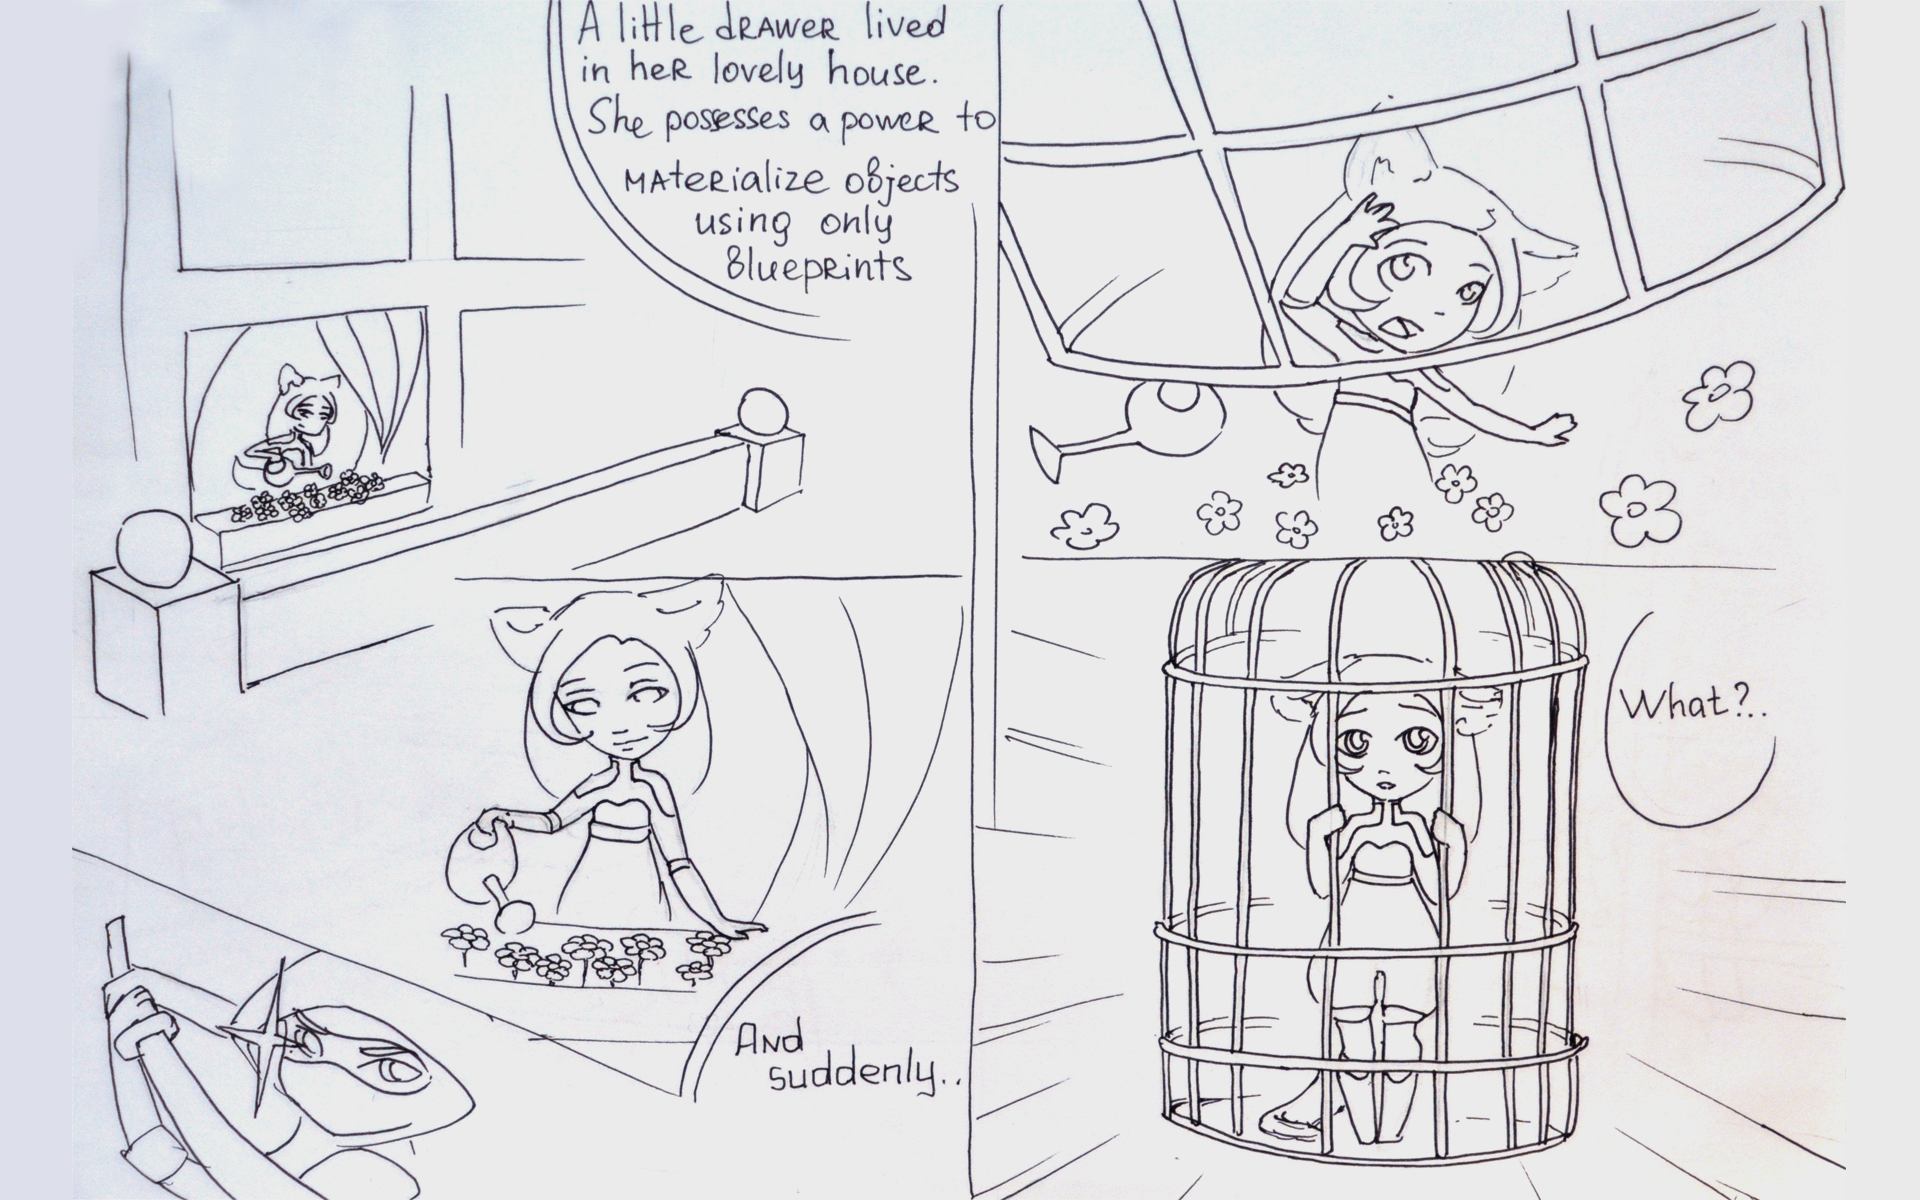 A little drawer lived
in her lovely house.
She possesses a power to
materialize objects
using only
blueprints
And
suddenly..
What?..